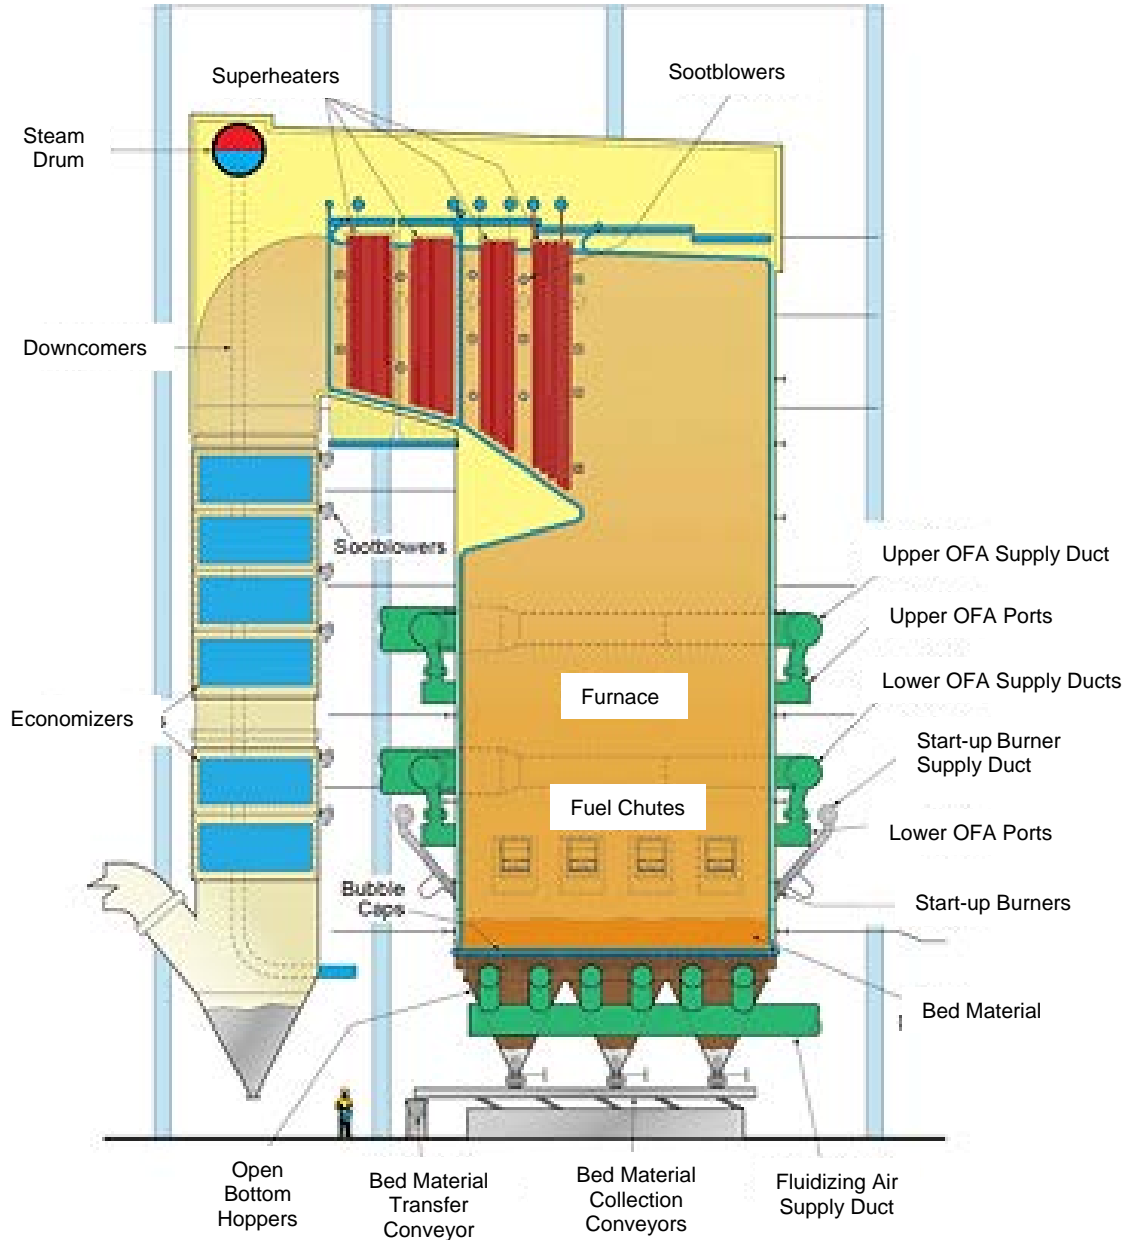 Superheaters
Sootblowers
Steam
Drum
Downcomers
Sootblowers
Upper OFA Supply Duct
Upper OFA Ports
Lower OFA Supply Ducts
Furnace
Economizers
Start-up Burner
Supply Duct
Fuel Chutes
Lower OFA Ports
Bubble
Caps
Start-up Burners
Bed Material
Open
Bottom
Hoppers
Bed Material
Transfer
Conveyor
Bed Material
Collection
Conveyors
Fluidizing Air
Supply Duct